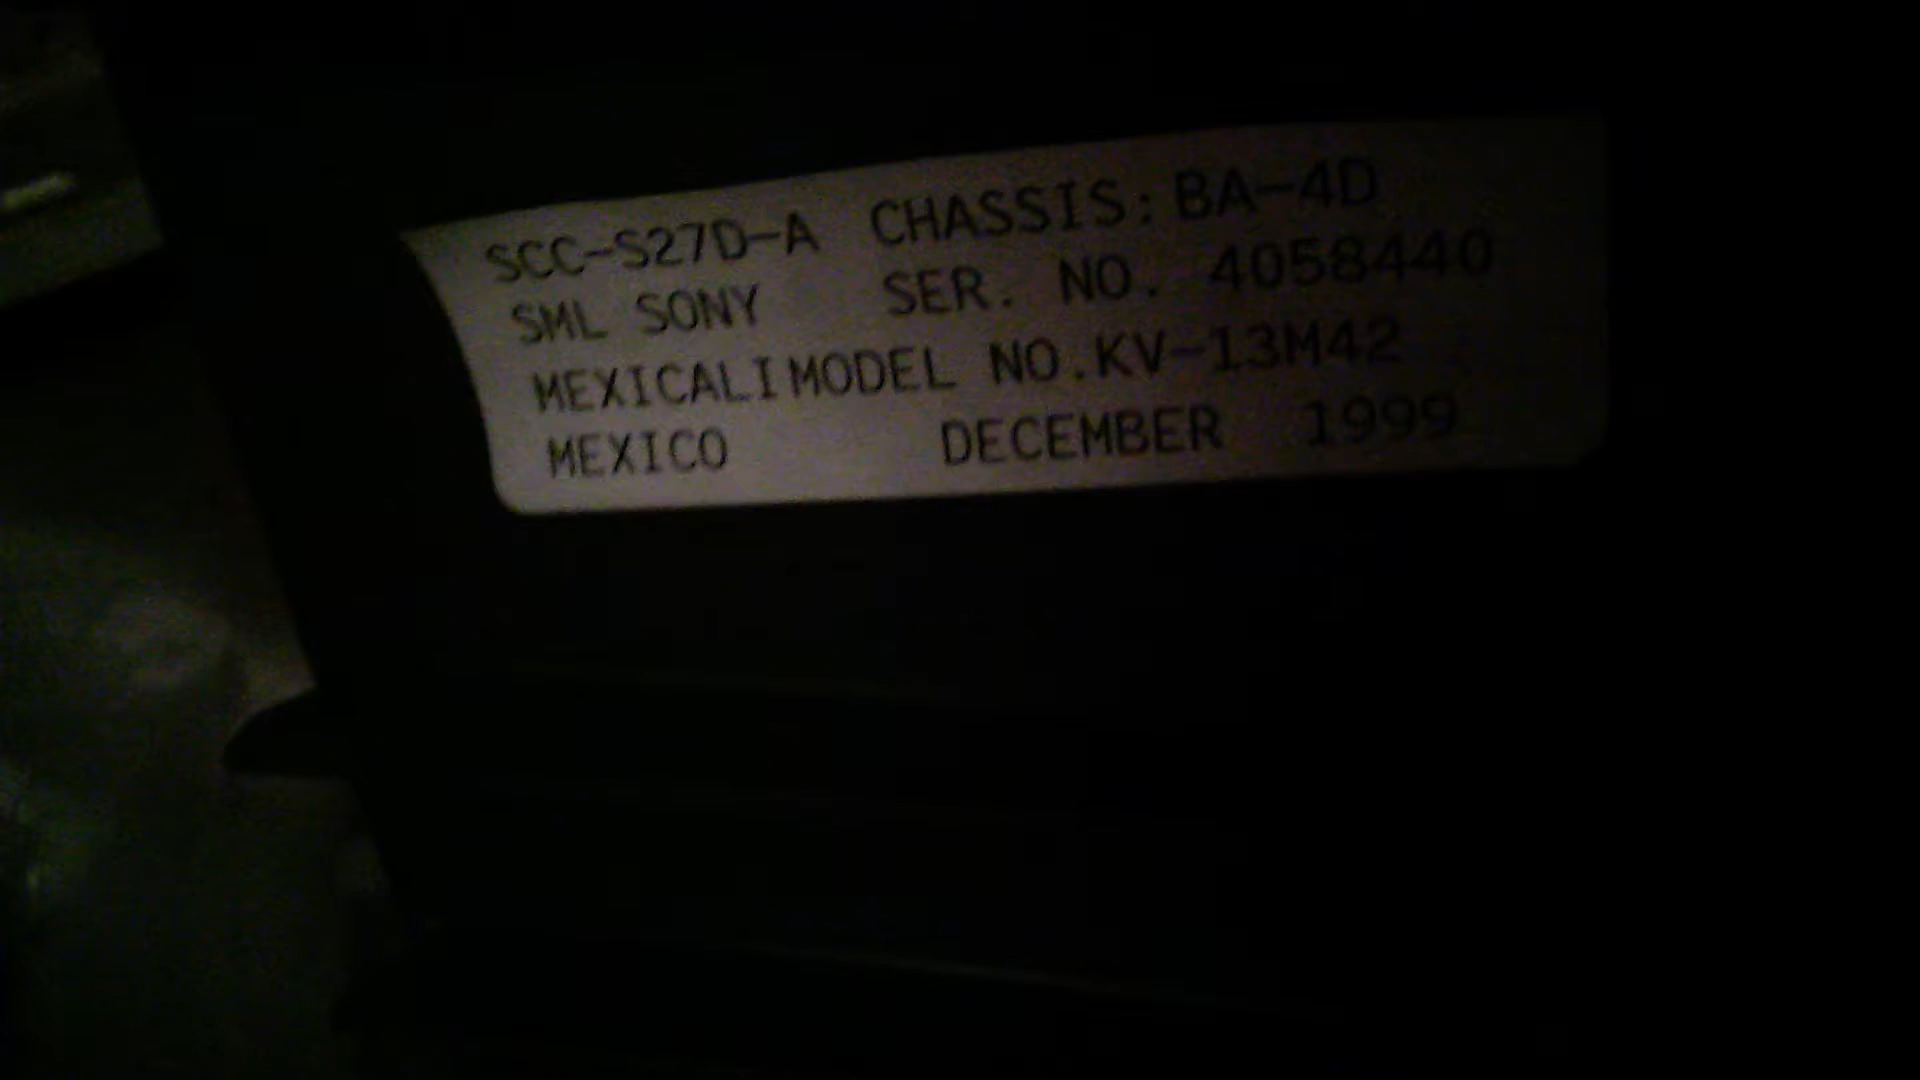 SCC-S27D-A CHASSIS: BA-4D
SML SONY SER. NO. 4058440
MEXICALI MODEL NO. KV-13M42
MEXICO DECEMBER 1999